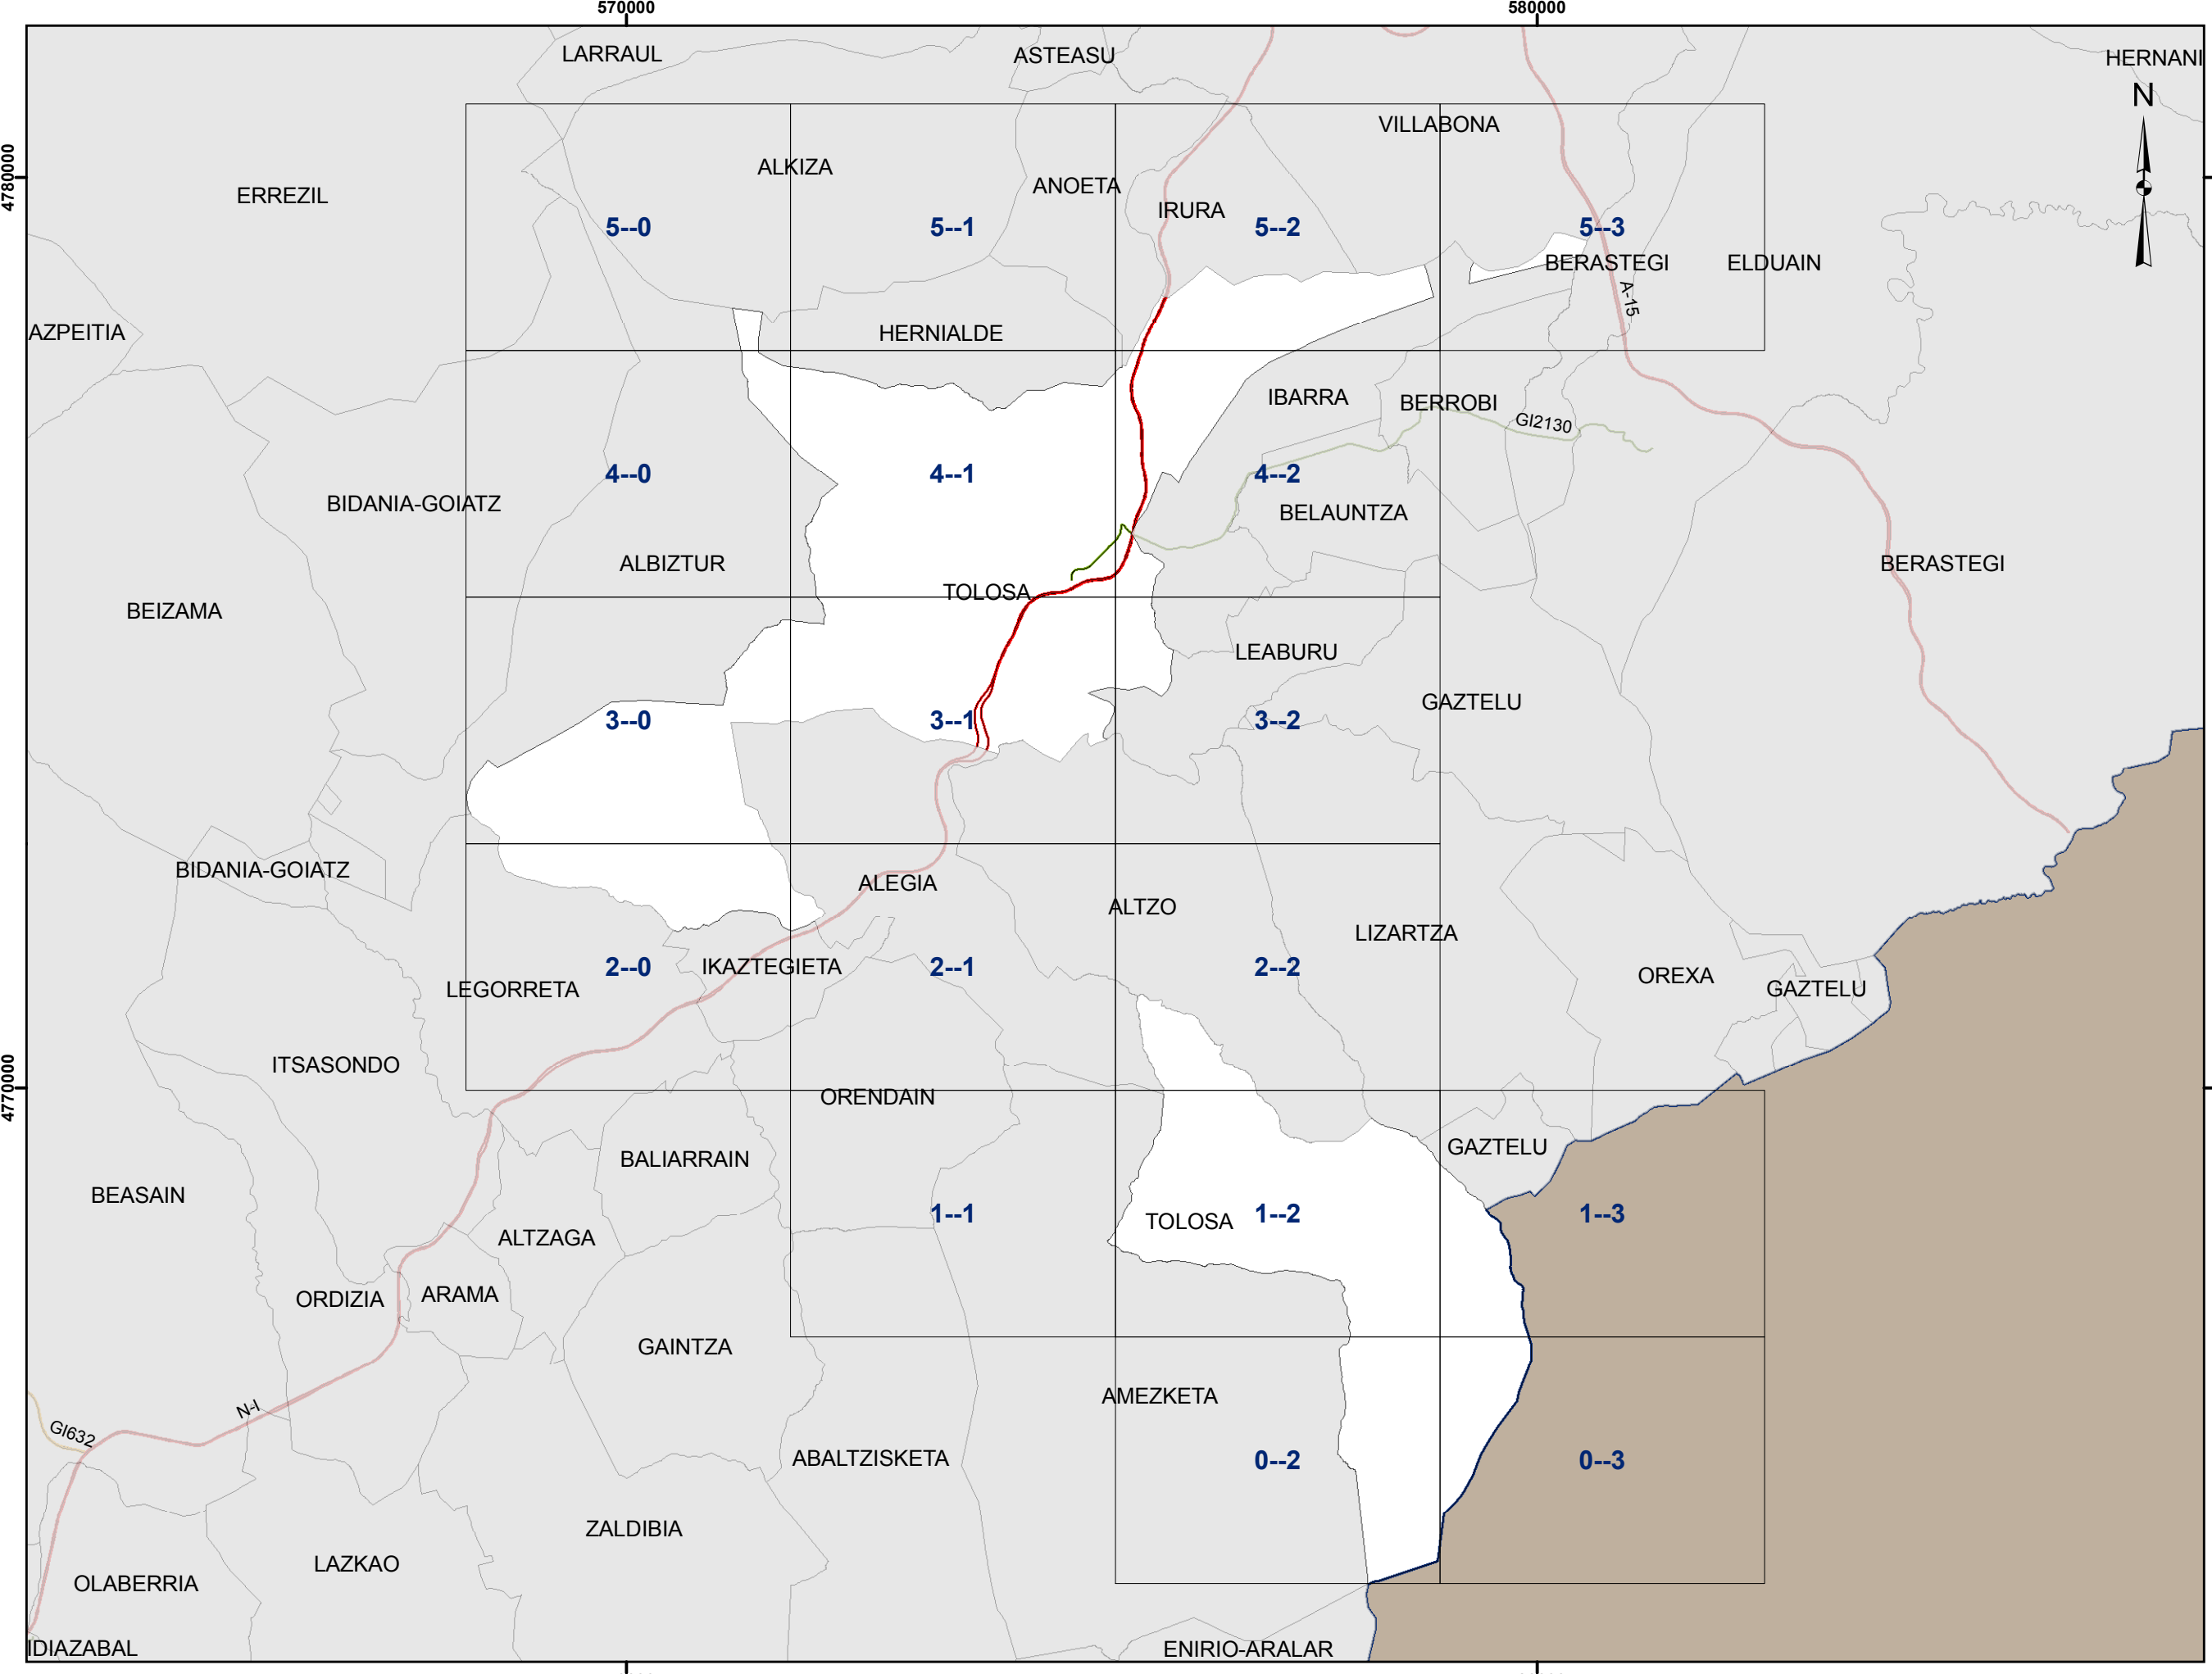 570000
580000
LARRAUL
ASTEASU
HERNANI
N
VILLABONA
4780000
ALKIZA
ANOETA
ERREZIL
IRURA
5--0
5--1
5--2
5--3
BERASTEGI
ELDUAIN
A-15
AZPEITIA
HERNIALDE
IBARRA
BERROBI
GI2130
4--0
4--1
4--2
BIDANIA-GOIATZ
BELAUNTZA
ALBIZTUR
BERASTEGI
TOLOSA
BEIZAMA
LEABURU
GAZTELU
3--0
3--1
3--2
BIDANIA-GOIATZ
ALEGIA
ALTZO
LIZARTZA
2--0
IKAZTEGIETA
2--1
2--2
OREXA
GAZTELU
LEGORRETA
ITSASONDO
4770000
ORENDAIN
GAZTELU
BALIARRAIN
BEASAIN
1--1
TOLOSA
1--2
1--3
ALTZAGA
ORDIZIA
ARAMA
GAINTZA
AMEZKETA
N-I
GI632
ABALTZISKETA
0--2
0--3
ZALDIBIA
LAZKAO
OLABERRIA
IDIAZABAL
ENIRIO-ARALAR